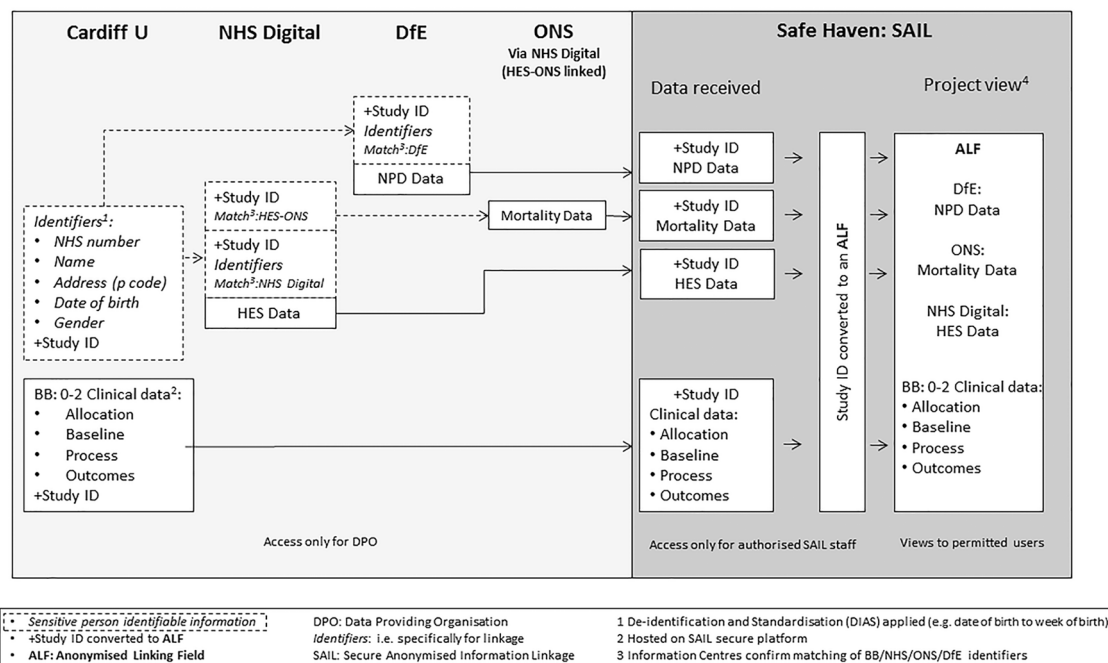 Cardiff U
NHS Digital
DfE
ONS
Via NHS Digital
(HES-ONS linked)
Safe Haven: SAIL
Data received
Project view4
+Study ID
Identifiers
Match3:DfE
NPD Data
+Study ID
Match3:HES-ONS
+Study ID
Identifiers
Match3:NHS Digital
HES Data
Mortality Data
Identifiers1:
• NHS number
• Name
• Address (p code)
• Date of birth
• Gender
+Study ID
BB: 0-2 Clinical data2:
• Allocation
• Baseline
• Process
• Outcomes
+Study ID
+Study ID
NPD Data
+Study ID
Mortality Data
+Study ID
HES Data
+Study ID
Clinical data:
• Allocation
• Baseline
• Process
• Outcomes
Study ID converted to an ALF
ALF
DfE:
NPD Data
ONS:
Mortality Data
NHS Digital:
HES Data
BB: 0-2 Clinical data:
• Allocation
• Baseline
• Process
• Outcomes
Access only for DPO
Access only for authorised SAIL staff
Views to permitted users
• Sensitive person identifiable information
• +Study ID converted to ALF
• ALF: Anonymised Linking Field
DPO: Data Providing Organisation
Identifiers: i.e. specifically for linkage
SAIL: Secure Anonymised Information Linkage
1 De-identification and Standardisation (DIAS) applied (e.g. date of birth to week of birth)
2 Hosted on SAIL secure platform
3 Information Centres confirm matching of BB/NHS/ONS/DfE identifiers